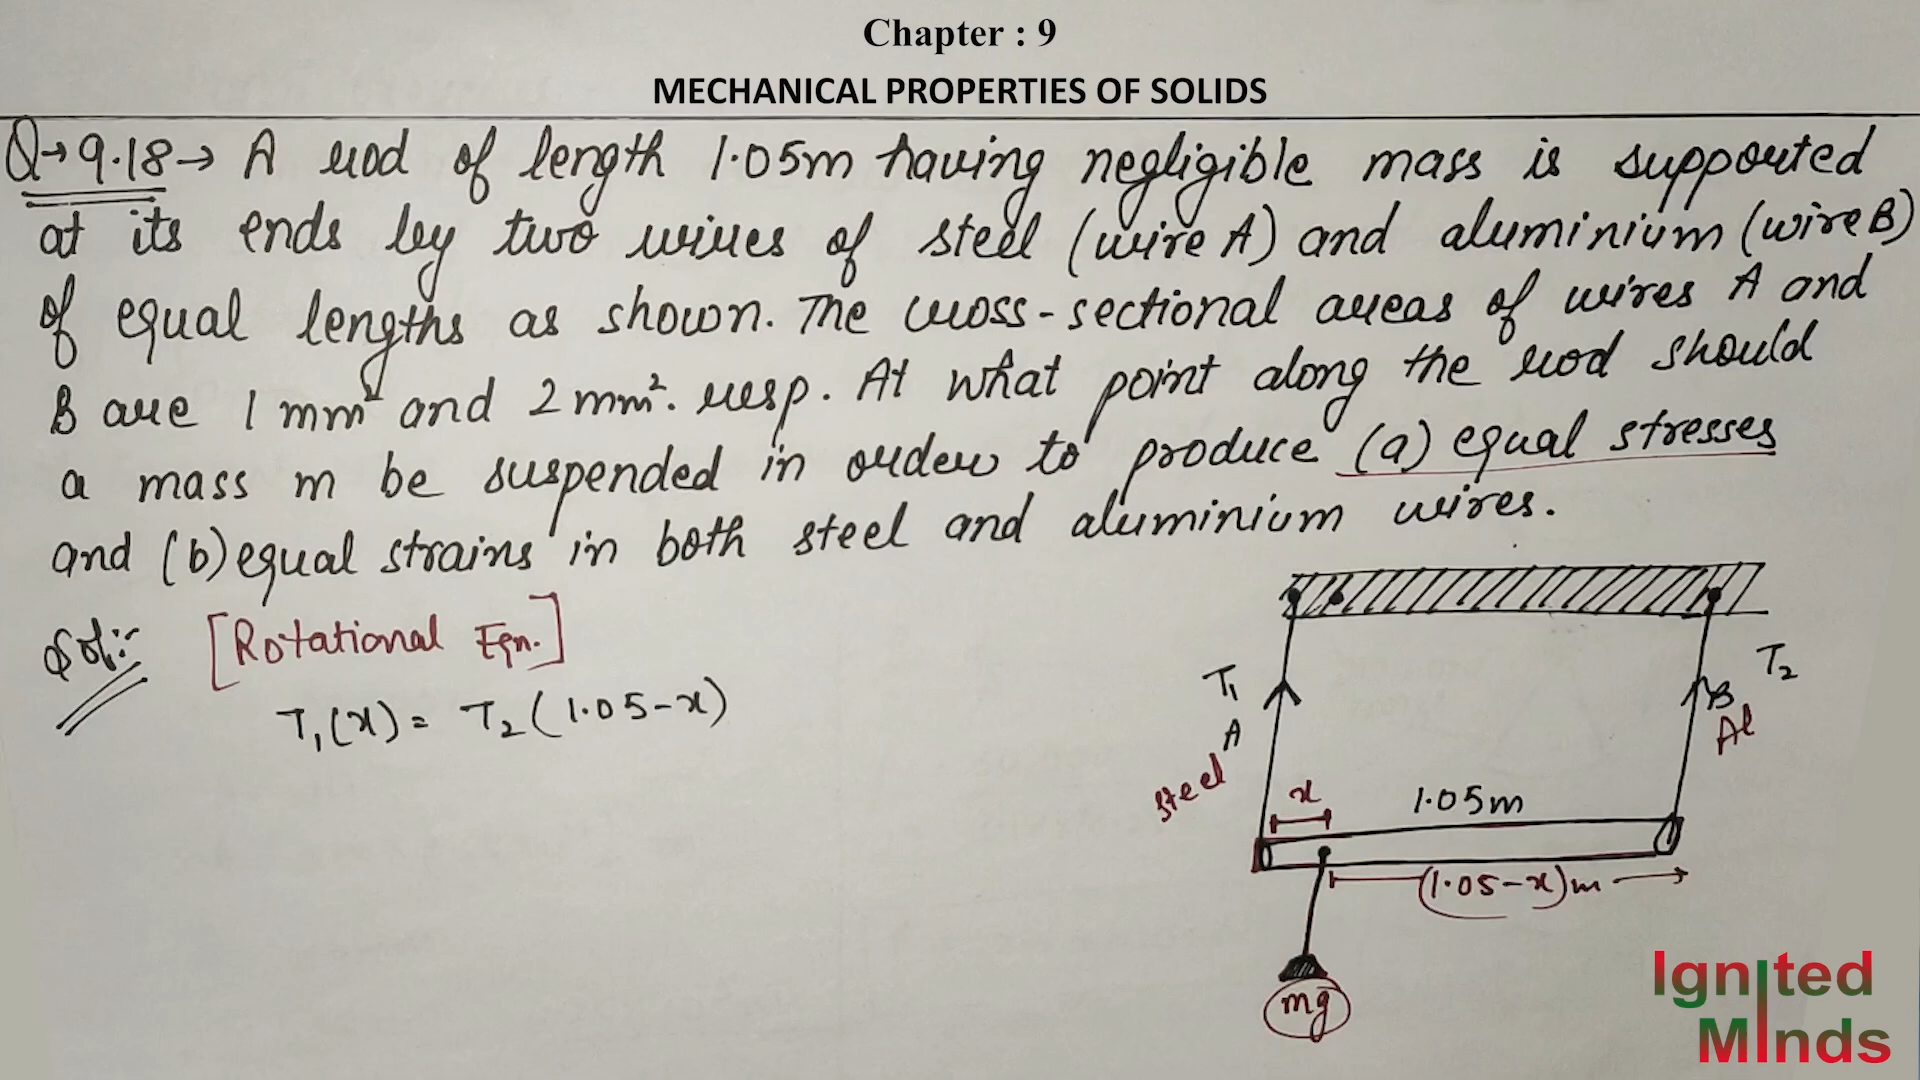 Chapter : 9
MECHANICAL PROPERTIES OF SOLIDS
Q→9.18→ A rod of length 1.05m having negligible mass is supported
at its ends by two wires of steel (wire A) and aluminium (wire B)
of equal lengths as shown. The cross-sectional areas of wires A and
B are 1 mm² and 2 mm². resp. At what point along the rod should
a mass m be suspended in order to produce (a) equal stresses
and (b) equal strains in both steel and aluminium wires.
Sol:-
[Rotational Eqn.]
T₁(x) = T₂(1.05-x)
T₁
A
steel
T₂
B
Al
x
1.05m
(1.05-x)m
mg
Ignited
Minds